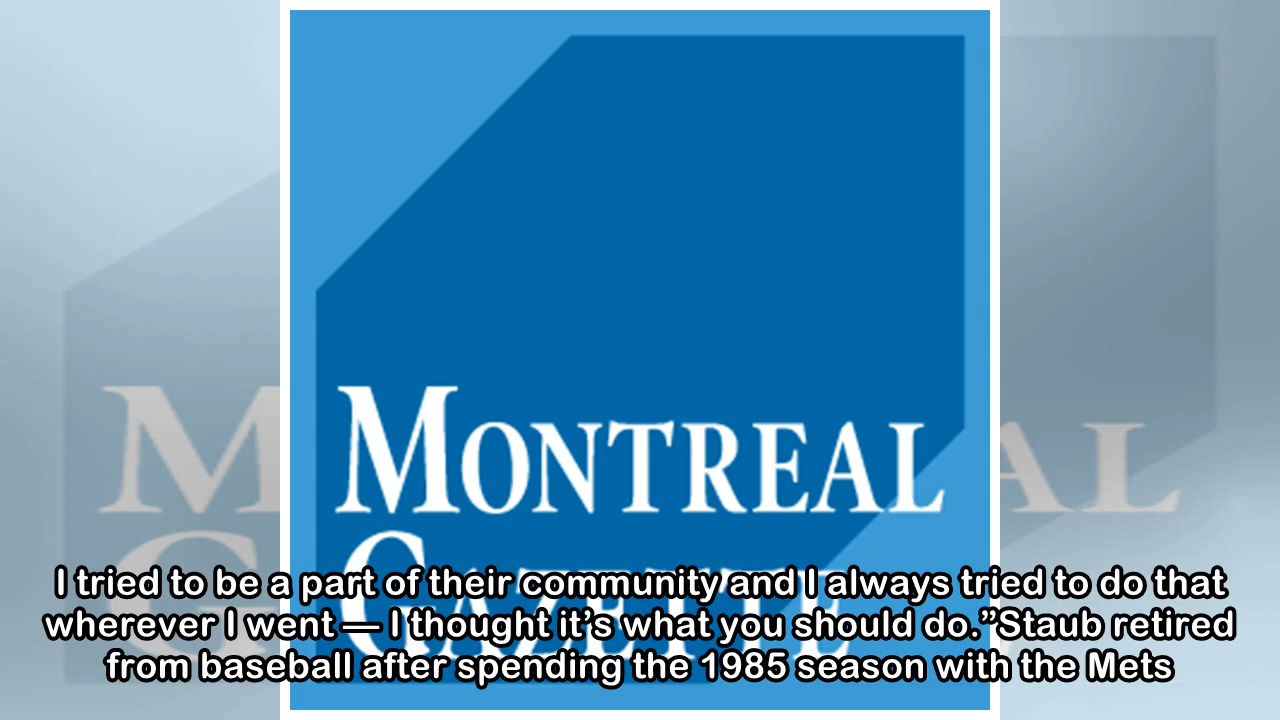 MONTREAL
GAZETTE
I tried to be a part of their community and I always tried to do that
wherever I went — I thought it’s what you should do.”Staub retired
from baseball after spending the 1985 season with the Mets